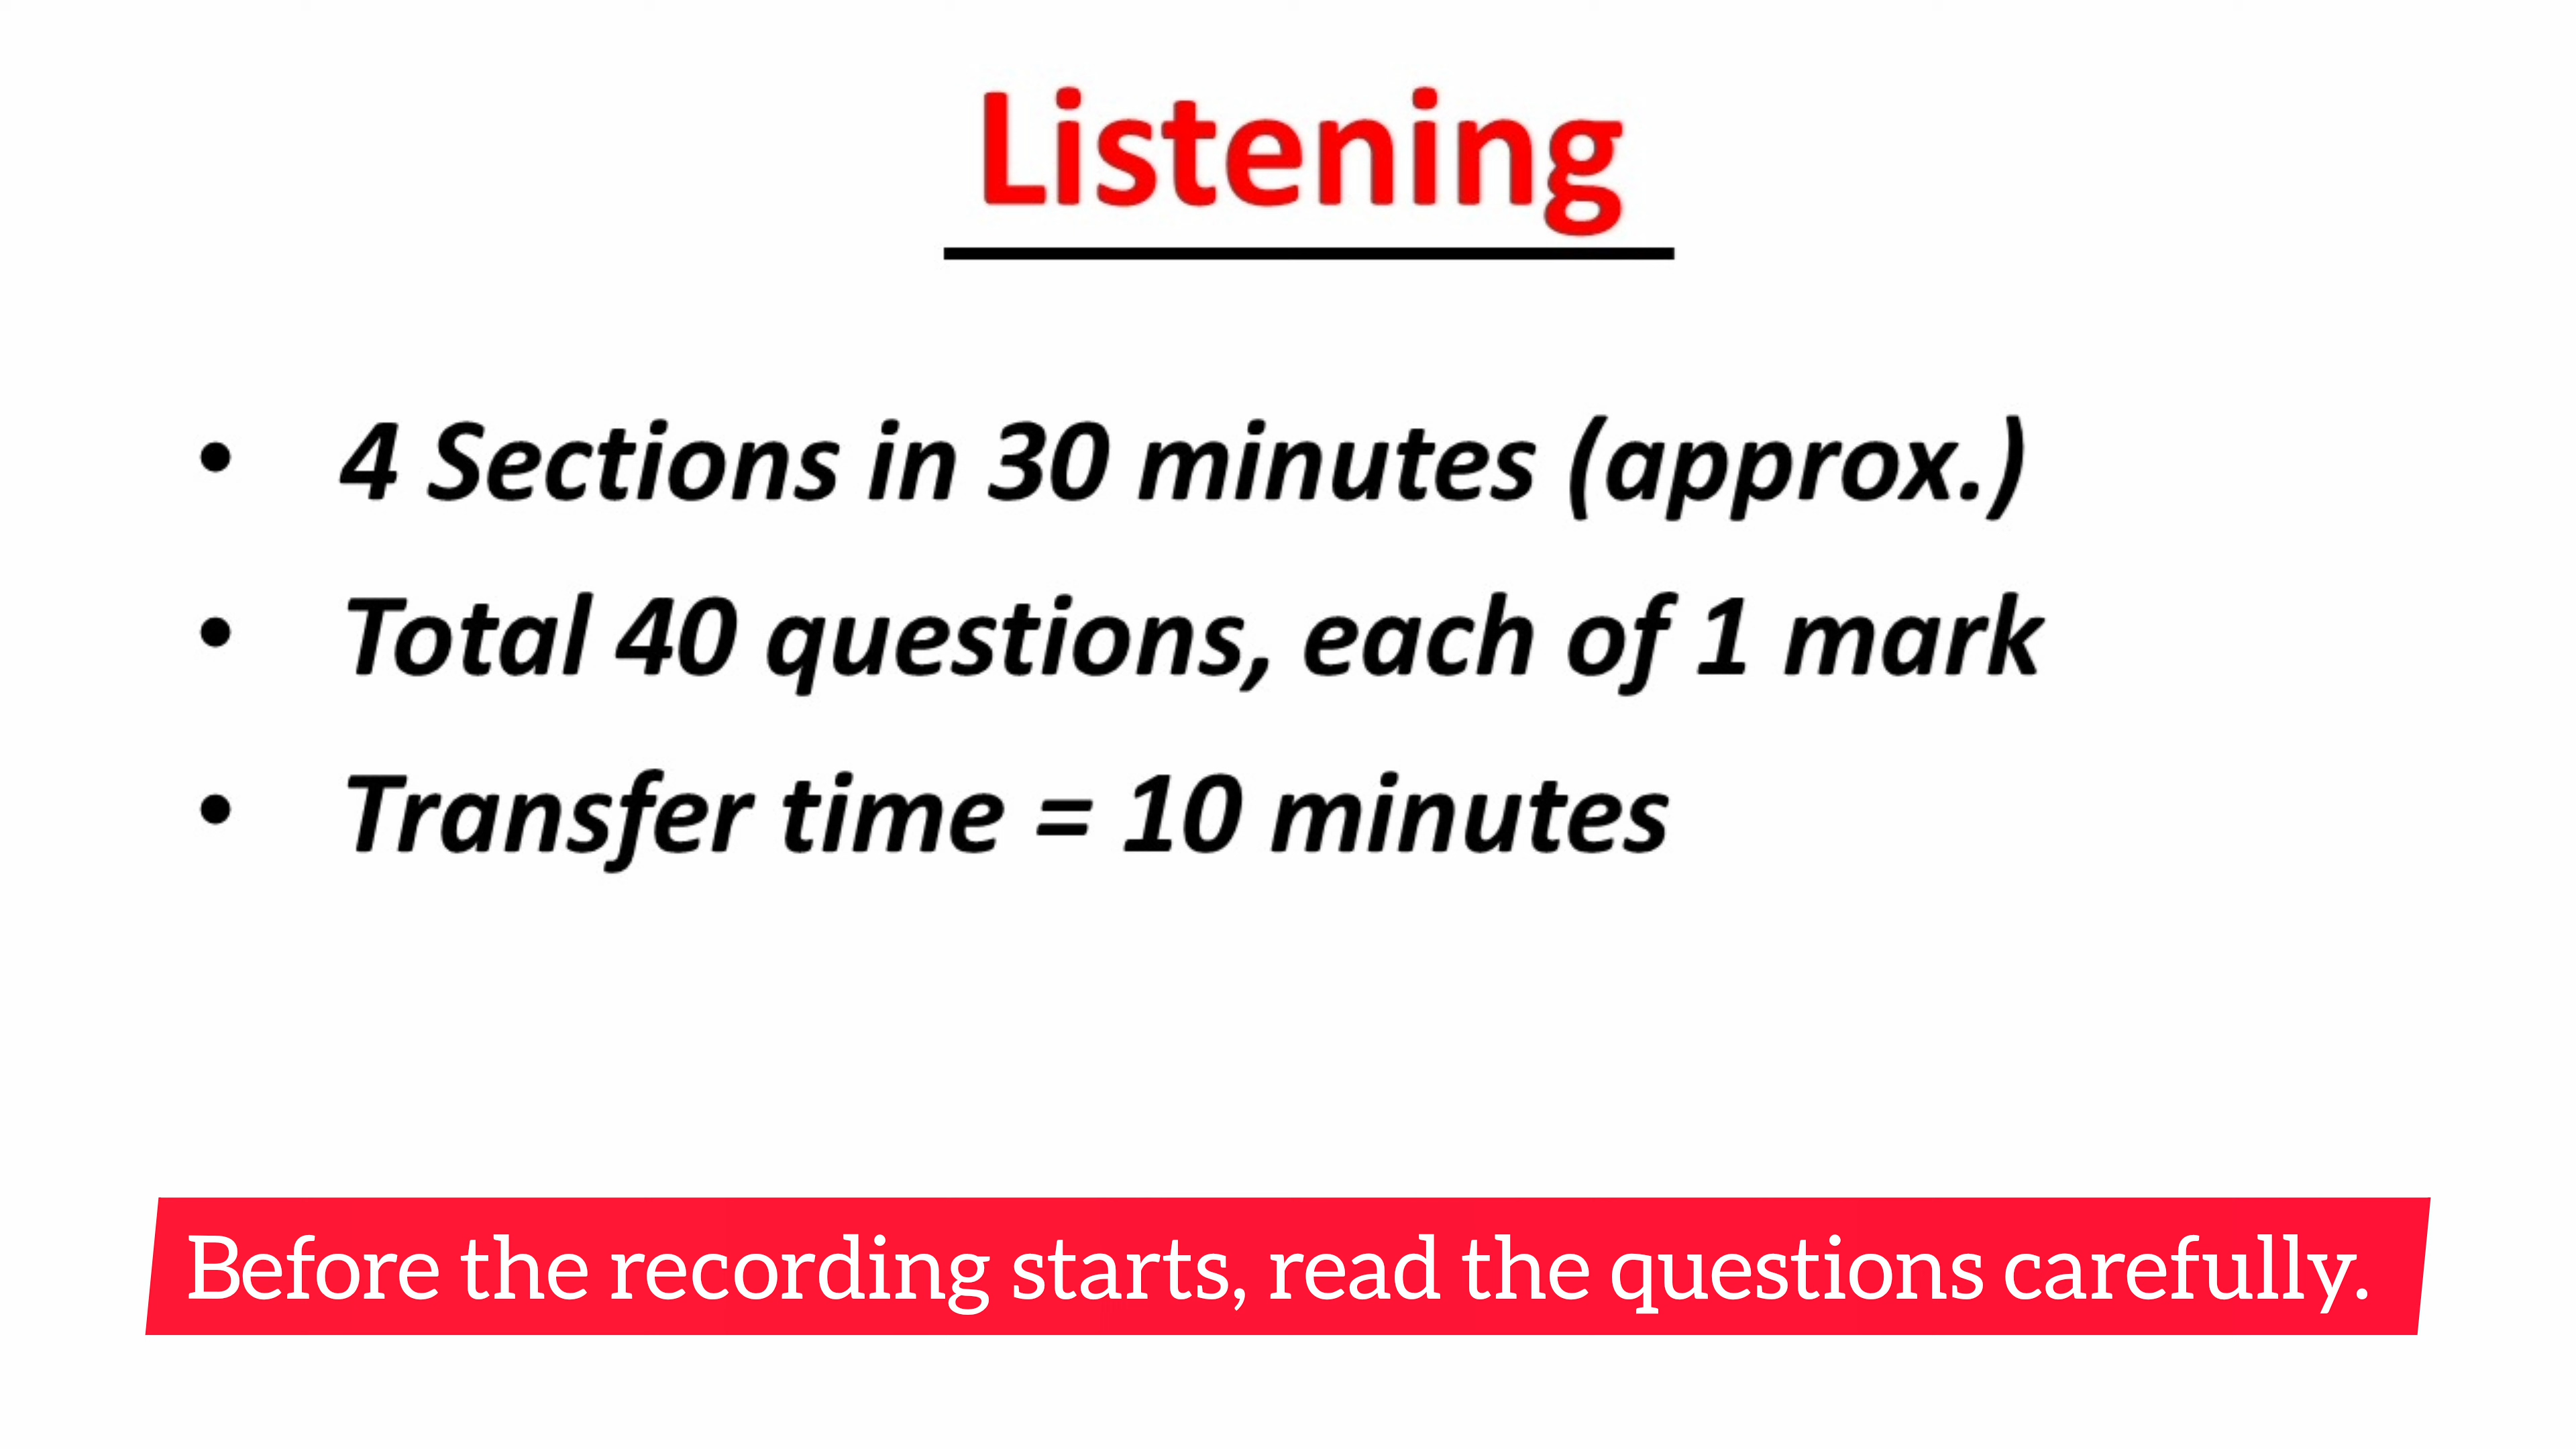 Listening
• 4 Sections in 30 minutes (approx.)
• Total 40 questions, each of 1 mark
• Transfer time = 10 minutes
Before the recording starts, read the questions carefully.